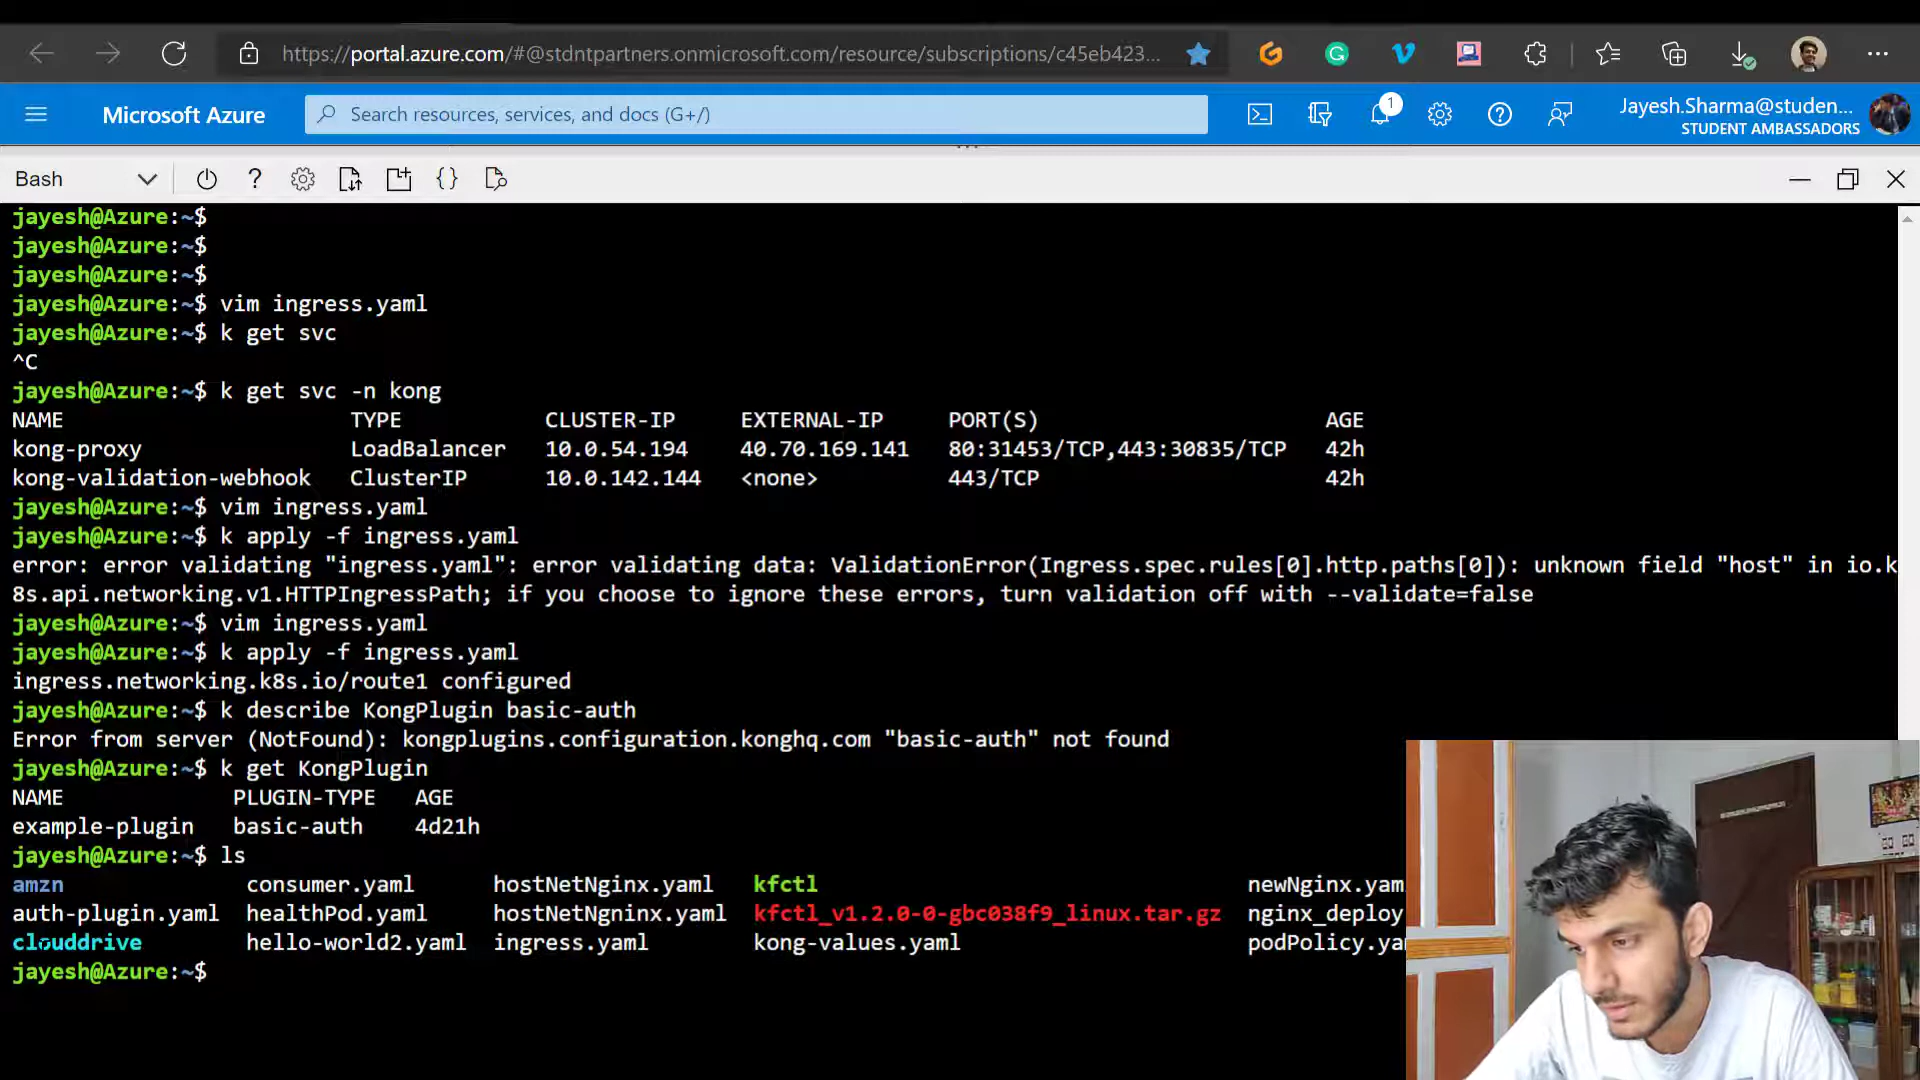 https://portal.azure.com/#@stdntpartners.onmicrosoft.com/resource/subscriptions/c45eb423...
Microsoft Azure
Search resources, services, and docs (G+/)
1
Jayesh.Sharma@studen...
STUDENT AMBASSADORS
Bash
jayesh@Azure:~$
jayesh@Azure:~$
jayesh@Azure:~$
jayesh@Azure:~$ vim ingress.yaml
jayesh@Azure:~$ k get svc
^C
jayesh@Azure:~$ k get svc -n kong
NAME TYPE CLUSTER-IP EXTERNAL-IP PORT(S) AGE
kong-proxy LoadBalancer 10.0.54.194 40.70.169.141 80:31453/TCP,443:30835/TCP 42h
kong-validation-webhook ClusterIP 10.0.142.144 <none> 443/TCP 42h
jayesh@Azure:~$ vim ingress.yaml
jayesh@Azure:~$ k apply -f ingress.yaml
error: error validating "ingress.yaml": error validating data: ValidationError(Ingress.spec.rules[0].http.paths[0]): unknown field "host" in io.k
8s.api.networking.v1.HTTPIngressPath; if you choose to ignore these errors, turn validation off with --validate=false
jayesh@Azure:~$ vim ingress.yaml
jayesh@Azure:~$ k apply -f ingress.yaml
ingress.networking.k8s.io/route1 configured
jayesh@Azure:~$ k describe KongPlugin basic-auth
Error from server (NotFound): kongplugins.configuration.konghq.com "basic-auth" not found
jayesh@Azure:~$ k get KongPlugin
NAME PLUGIN-TYPE AGE
example-plugin basic-auth 4d21h
jayesh@Azure:~$ ls
amzn consumer.yaml hostNetNginx.yaml kfctl newNginx.yam
auth-plugin.yaml healthPod.yaml hostNetNgninx.yaml kfctl_v1.2.0-0-gbc038f9_linux.tar.gz nginx_deploy
clouddrive hello-world2.yaml ingress.yaml kong-values.yaml podPolicy.ya
jayesh@Azure:~$